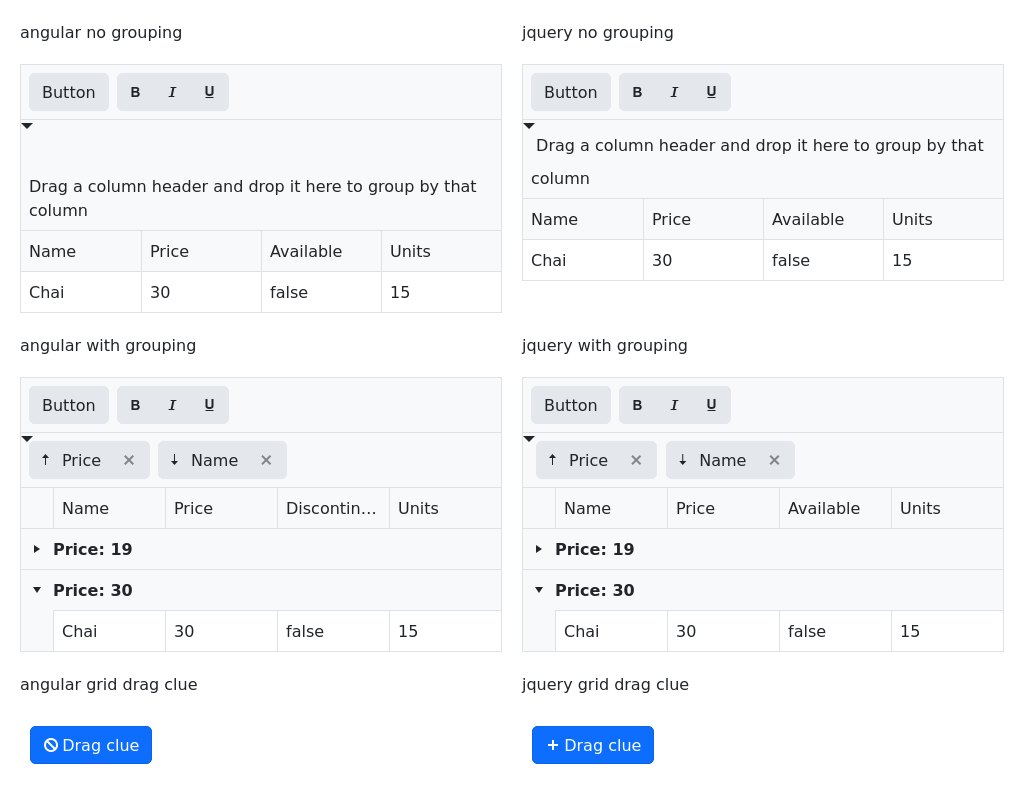 angular no grouping
jquery no grouping
Button B I U
Button B I U
Drag a column header and drop it here to group by that
column
Drag a column header and drop it here to group by that
column
Name Price Available Units
Chai 30 false 15
Name Price Available Units
Chai 30 false 15
angular with grouping
jquery with grouping
Button B I U
Button B I U
Price Name
Price Name
Name Price Discontin... Units
Price: 19
Price: 30
Chai 30 false 15
Name Price Available Units
Price: 19
Price: 30
Chai 30 false 15
angular grid drag clue
jquery grid drag clue
Drag clue
Drag clue